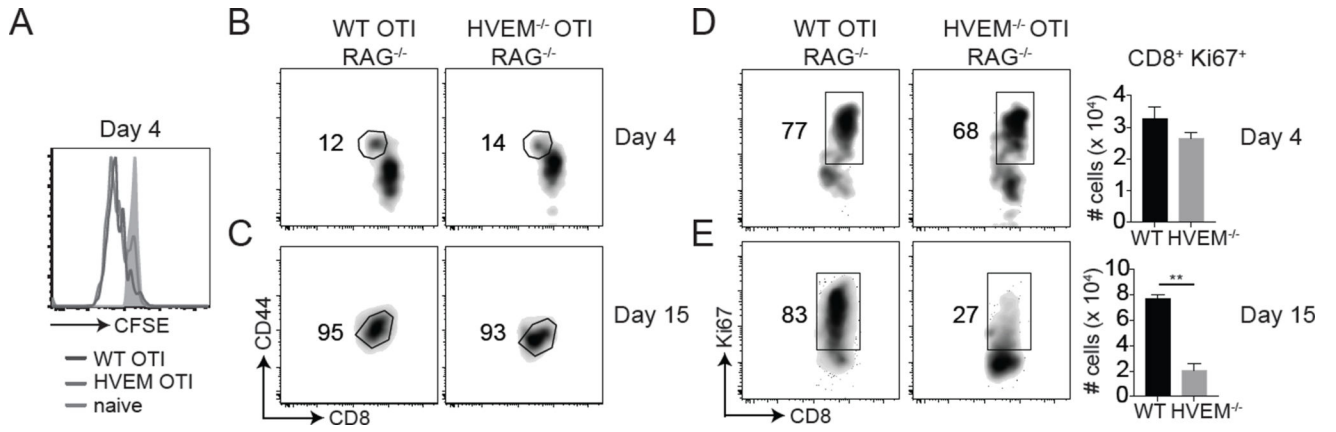 A
Day 4
CFSE
WT OTI
HVEM OTI
naive
B
WT OTI
RAG-/-
HVEM-/- OTI
RAG-/-
12
14
Day 4
C
95
93
Day 15
CD44
CD8
D
WT OTI
RAG-/-
HVEM-/- OTI
RAG-/-
CD8+ Ki67+
77
68
# cells (x 10⁴)
4
3
2
1
0
WT HVEM-/-
Day 4
E
83
27
Ki67
CD8
# cells (x 10⁴)
10
8
6
4
2
0
**
WT HVEM-/-
Day 15